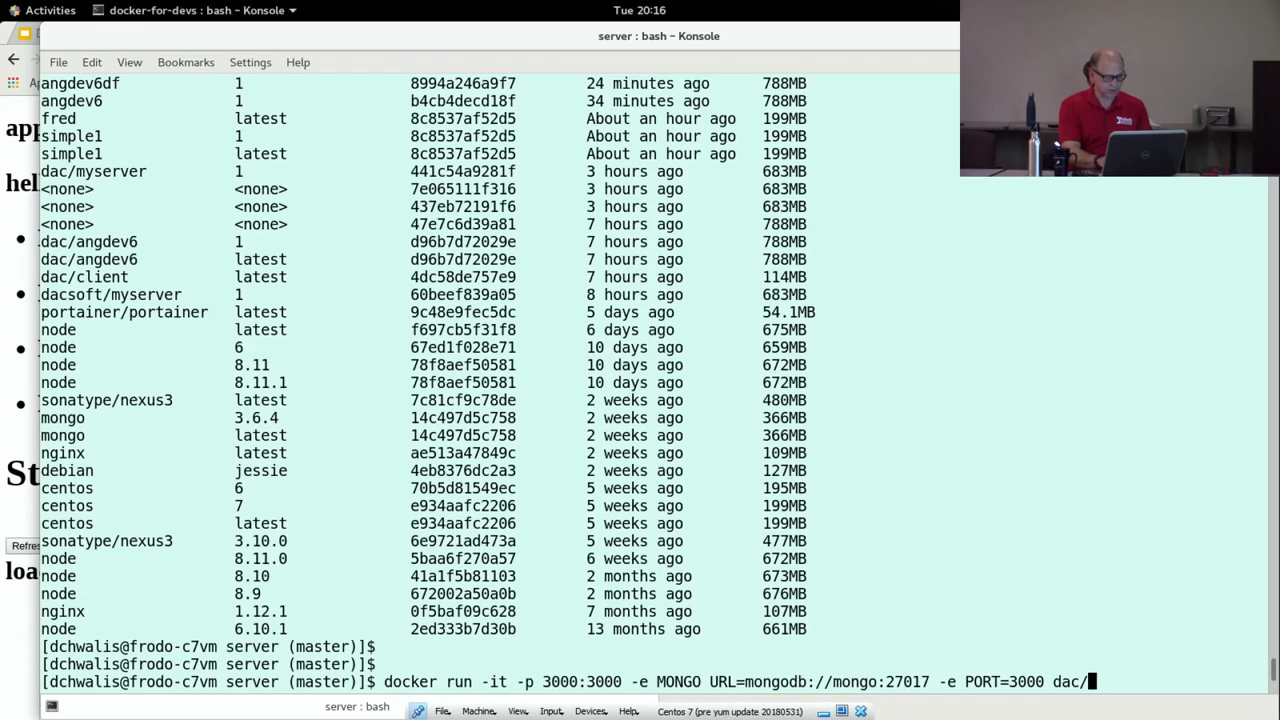 Activities docker-for-devs : bash – Konsole Tue 20:16
server : bash – Konsole
File Edit View Bookmarks Settings Help
angdev6df 1 8994a246a9f7 24 minutes ago 788MB
angdev6 1 b4cb4decd18f 34 minutes ago 788MB
fred latest 8c8537af52d5 About an hour ago 199MB
simple1 1 8c8537af52d5 About an hour ago 199MB
simple1 latest 8c8537af52d5 About an hour ago 199MB
dac/myserver 1 441c54a9281f 3 hours ago 683MB
<none> <none> 7e065111f316 3 hours ago 683MB
<none> <none> 437eb72191f6 3 hours ago 683MB
<none> <none> 47e7c6d39a81 7 hours ago 788MB
dac/angdev6 1 d96b7d72029e 7 hours ago 788MB
dac/angdev6 latest d96b7d72029e 7 hours ago 788MB
dac/client latest 4dc58de757e9 7 hours ago 114MB
dacsoft/myserver 1 60beef839a05 8 hours ago 683MB
portainer/portainer latest 9c48e9fec5dc 5 days ago 54.1MB
node latest f697cb5f31f8 6 days ago 675MB
node 6 67ed1f028e71 10 days ago 659MB
node 8.11 78f8aef50581 10 days ago 672MB
node 8.11.1 78f8aef50581 10 days ago 672MB
sonatype/nexus3 latest 7c81cf9c78de 2 weeks ago 480MB
mongo 3.6.4 14c497d5c758 2 weeks ago 366MB
mongo latest 14c497d5c758 2 weeks ago 366MB
nginx latest ae513a47849c 2 weeks ago 109MB
debian jessie 4eb8376dc2a3 2 weeks ago 127MB
centos 6 70b5d81549ec 5 weeks ago 195MB
centos 7 e934aafc2206 5 weeks ago 199MB
centos latest e934aafc2206 5 weeks ago 199MB
sonatype/nexus3 3.10.0 6e9721ad473a 5 weeks ago 477MB
node 8.11.0 5baa6f270a57 6 weeks ago 672MB
node 8.10 41a1f5b81103 2 months ago 673MB
node 8.9 672002a50a0b 2 months ago 676MB
nginx 1.12.1 0f5baf09c628 7 months ago 107MB
node 6.10.1 2ed333b7d30b 13 months ago 661MB
[dchwalis@frodo-c7vm server (master)]$
[dchwalis@frodo-c7vm server (master)]$
[dchwalis@frodo-c7vm server (master)]$ docker run -it -p 3000:3000 -e MONGO URL=mongodb://mongo:27017 -e PORT=3000 dac/
server : bash
File Machine View Input Devices Help Centos 7 (pre yum update 20180531)